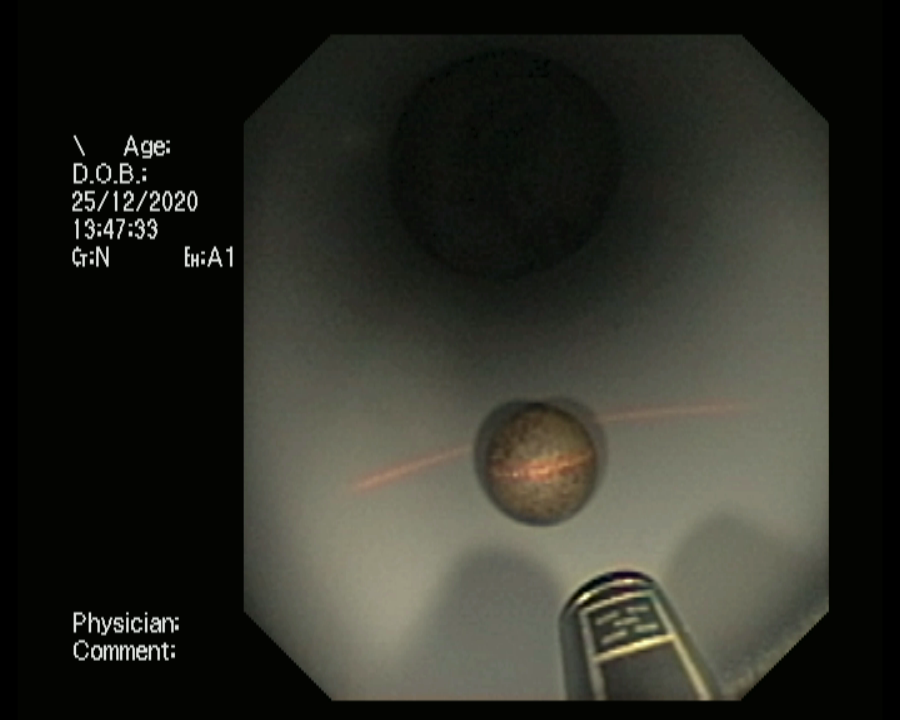 \ Age:
D.O.B.:
25/12/2020
13:47:33
Cr:N EH:A1
Physician:
Comment: